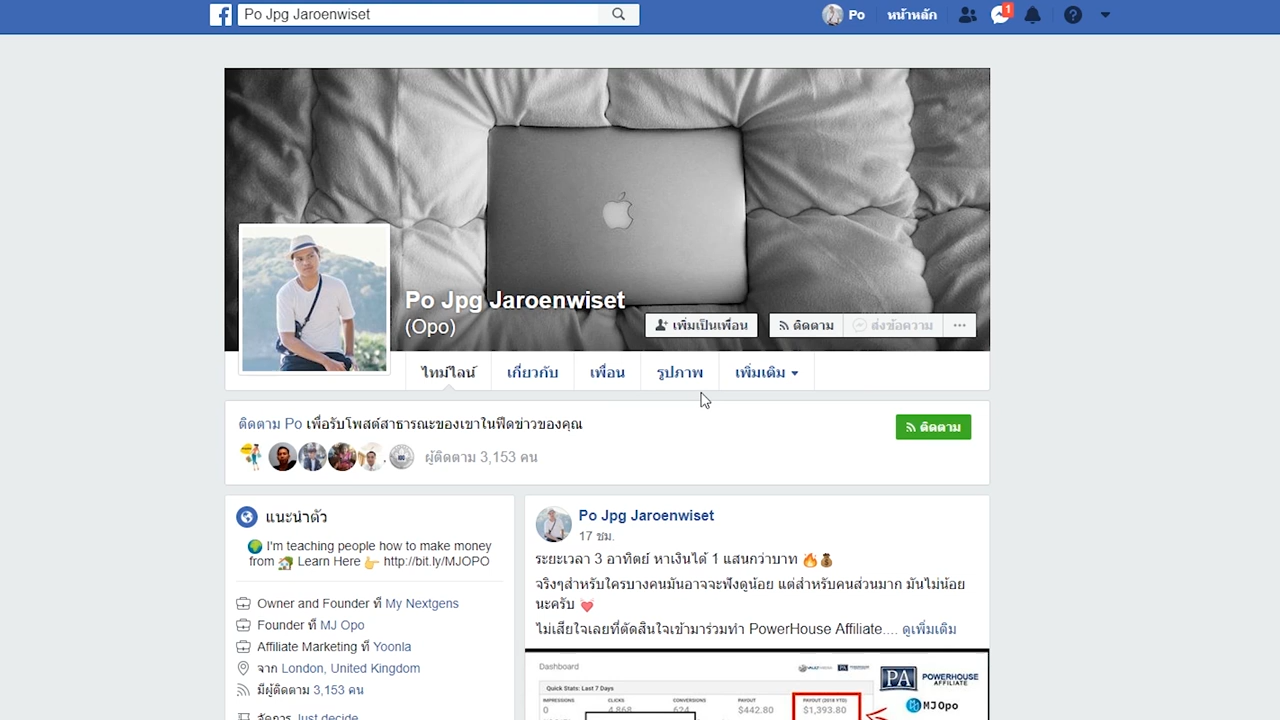 Po Jpg Jaroenwiset
Po
หน้าหลัก
1
Po Jpg Jaroenwiset
(Opo)
เพิ่มเป็นเพื่อน
ติดตาม
ส่งข้อความ
ไทม์ไลน์
เกี่ยวกับ
เพื่อน
รูปภาพ
เพิ่มเติม
ติดตาม Po เพื่อรับโพสต์สาธารณะของเขาในฟีดข่าวของคุณ
ติดตาม
ผู้ติดตาม 3,153 คน
แนะนำตัว
I'm teaching people how to make money
from Learn Here http://bit.ly/MJOPO
Owner and Founder ที่ My Nextgens
Founder ที่ MJ Opo
Affiliate Marketing ที่ Yoonla
จาก London, United Kingdom
มีผู้ติดตาม 3,153 คน
จัดการ Just decide
Po Jpg Jaroenwiset
17 ชม.
ระยะเวลา 3 อาทิตย์ หาเงินได้ 1 แสนกว่าบาท
จริงๆสำหรับใครบางคนมันอาจจะฟังดูน้อย แต่สำหรับคนส่วนมาก มันไม่น้อย
นะครับ
ไม่เสียใจเลยที่ตัดสินใจเข้ามาร่วมทำ PowerHouse Affiliate.... ดูเพิ่มเติม
Dashboard
Quick Stats: Last 7 Days
IMPRESSIONS CLICKS CONVERSIONS PAYOUT PAYOUT (2018 YTD)
0 4,868 624 $442.80 $1,393.80
PA POWERHOUSE
AFFILIATE
MJ Opo